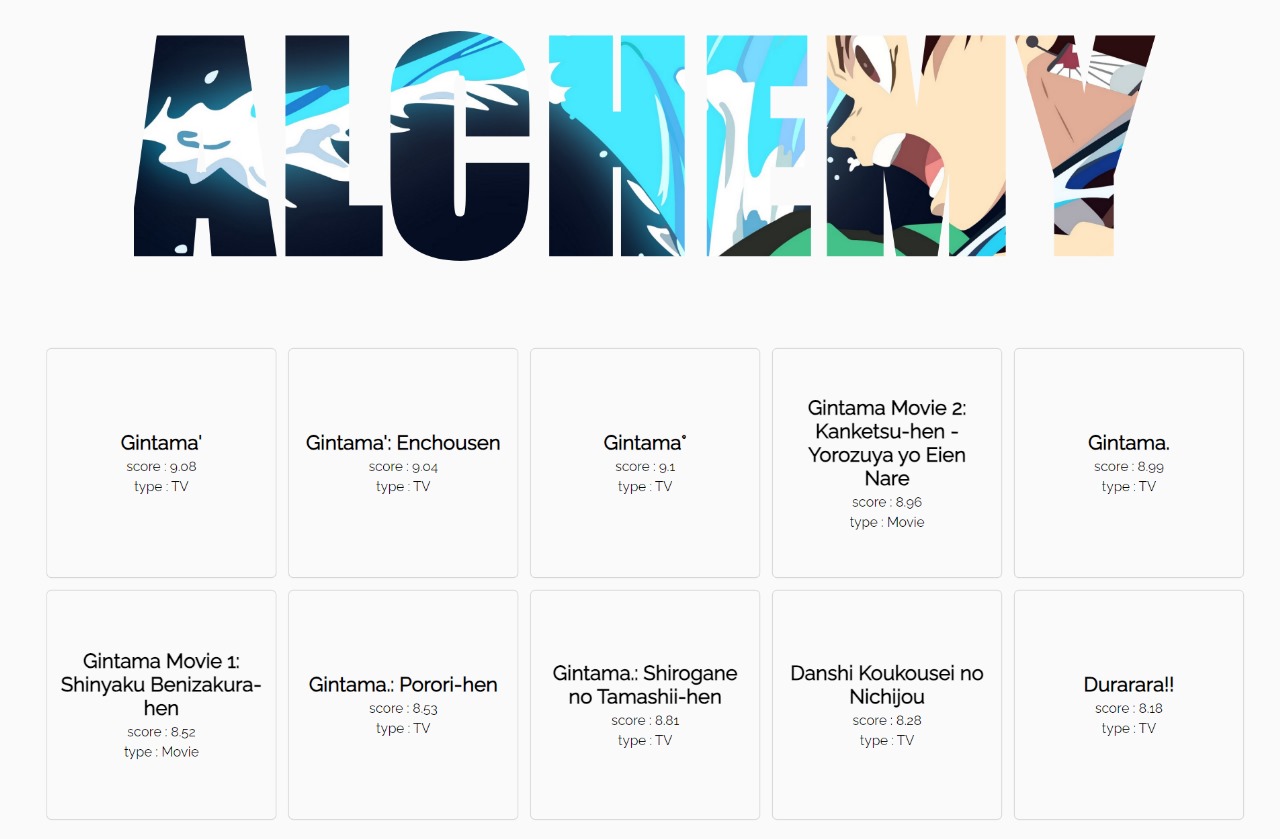 ALCHEMY
Gintama'
score : 9.08
type : TV
Gintama': Enchousen
score : 9.04
type : TV
Gintama°
score : 9.1
type : TV
Gintama Movie 2:
Kanketsu-hen -
Yorozuya yo Eien
Nare
score : 8.96
type : Movie
Gintama.
score : 8.99
type : TV
Gintama Movie 1:
Shinyaku Benizakura-
hen
score : 8.52
type : Movie
Gintama.: Porori-hen
score : 8.53
type : TV
Gintama.: Shirogane
no Tamashii-hen
score : 8.81
type : TV
Danshi Koukousei no
Nichijou
score : 8.28
type : TV
Durarara!!
score : 8.18
type : TV